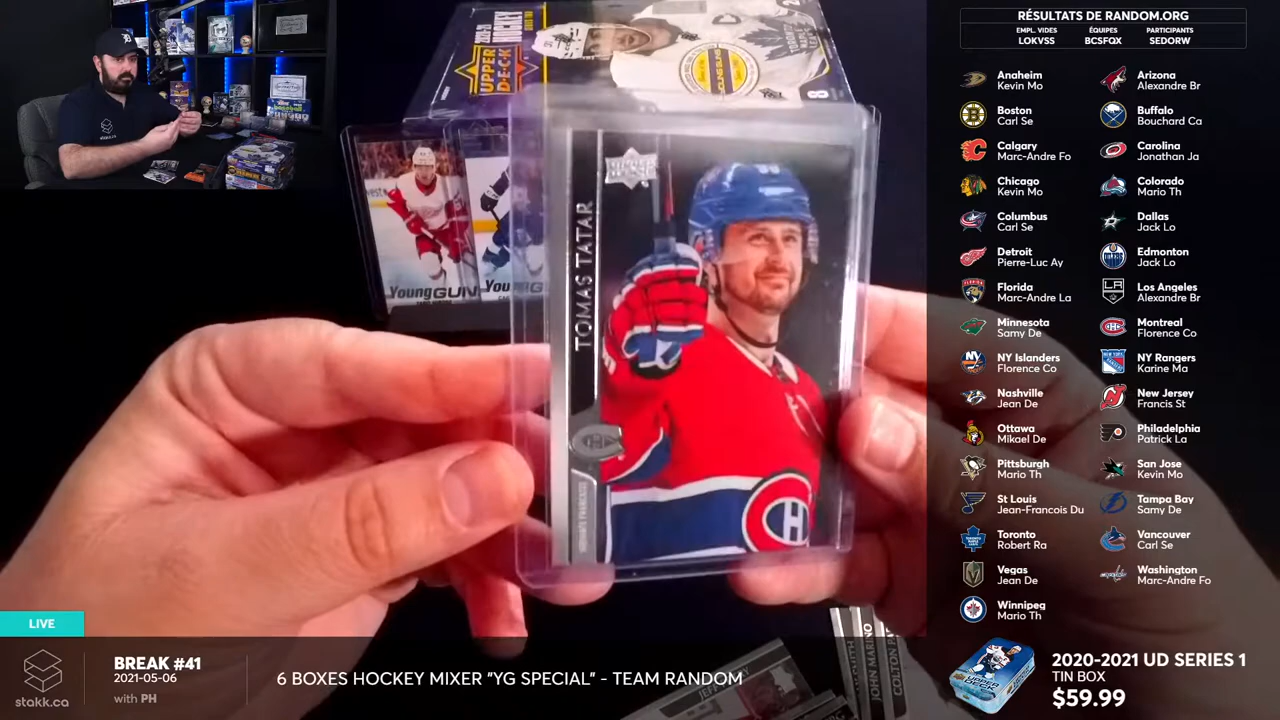 RÉSULTATS DE RANDOM.ORG
EMPL. VIDES ÉQUIPES PARTICIPANTS
LOKVSS BCSFQX SEDORW
Anaheim
Kevin Mo
Arizona
Alexandre Br
Boston
Carl Se
Buffalo
Bouchard Ca
Calgary
Marc-Andre Fo
Carolina
Jonathan Ja
Chicago
Kevin Mo
Colorado
Mario Th
Columbus
Carl Se
Dallas
Jack Lo
Detroit
Pierre-Luc Ay
Edmonton
Jack Lo
Florida
Marc-Andre La
Los Angeles
Alexandre Br
Minnesota
Samy De
Montreal
Florence Co
NY Islanders
Florence Co
NY Rangers
Karine Ma
Nashville
Jean De
New Jersey
Francis St
Ottawa
Mikael De
Philadelphia
Patrick La
Pittsburgh
Mario Th
San Jose
Kevin Mo
St Louis
Jean-Francois Du
Tampa Bay
Samy De
Toronto
Robert Ra
Vancouver
Carl Se
Vegas
Jean De
Washington
Marc-Andre Fo
Winnipeg
Mario Th
UPPER
DECK
HOCKEY
TOMAS TATAR
Young GUN
YounG
JOHN MARINO
LIVE
stakk.ca
BREAK #41
2021-05-06
with PH
6 BOXES HOCKEY MIXER "YG SPECIAL" - TEAM RANDOM
2020-2021 UD SERIES 1
TIN BOX
$59.99